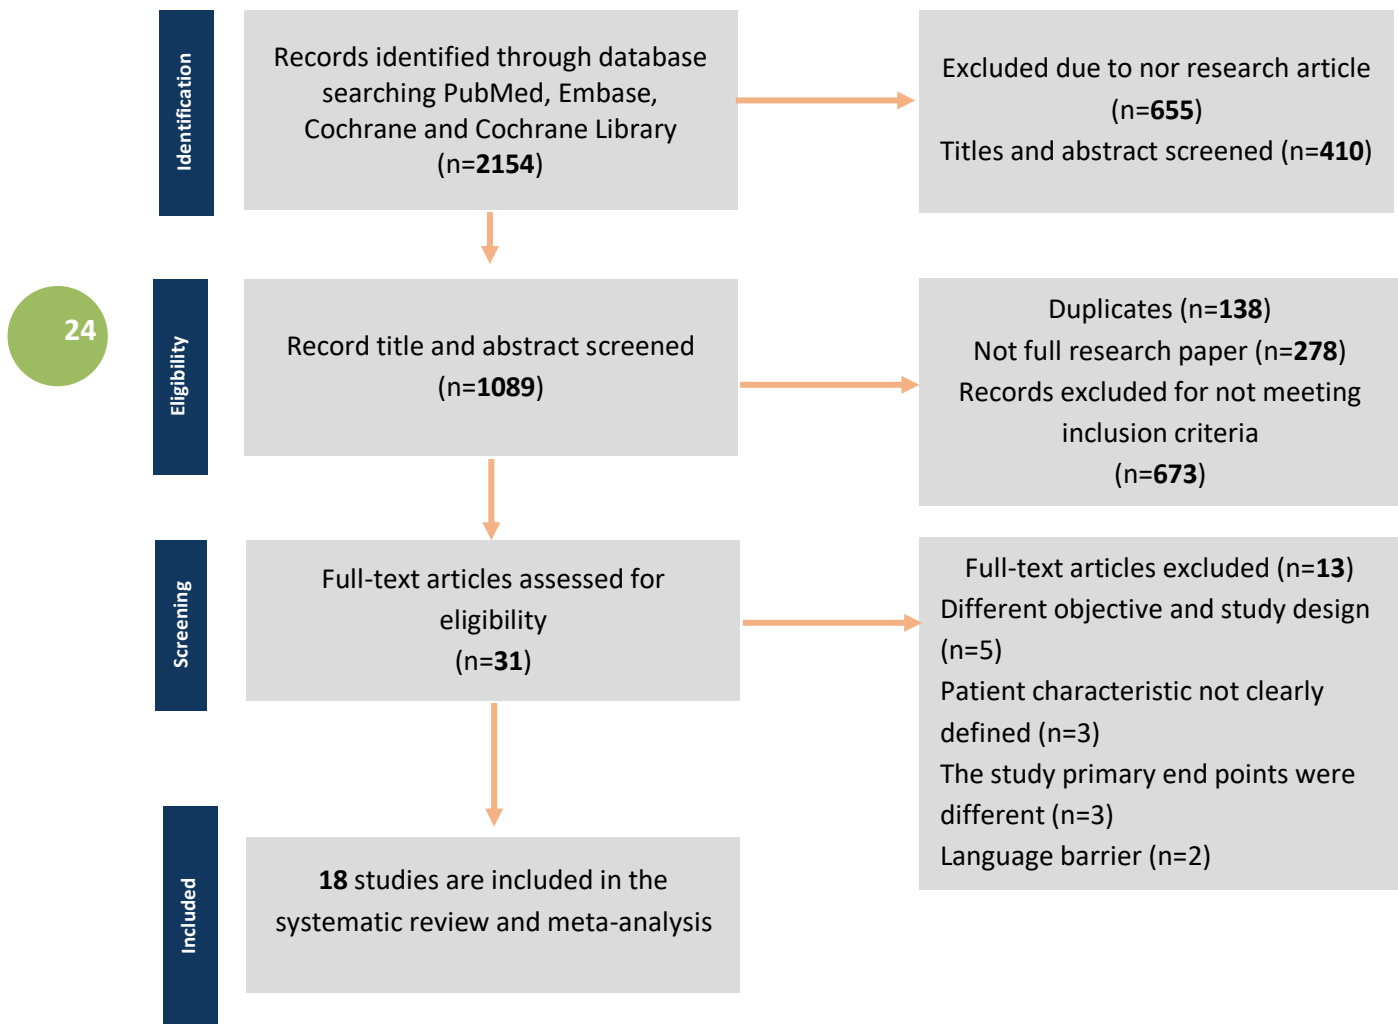 Identification
Records identified through database
searching PubMed, Embase,
Cochrane and Cochrane Library
(n=2154)
Excluded due to nor research article
(n=655)
Titles and abstract screened (n=410)
24
Eligibility
Record title and abstract screened
(n=1089)
Duplicates (n=138)
Not full research paper (n=278)
Records excluded for not meeting
inclusion criteria
(n=673)
Screening
Full-text articles assessed for
eligibility
(n=31)
Full-text articles excluded (n=13)
Different objective and study design
(n=5)
Patient characteristic not clearly
defined (n=3)
The study primary end points were
different (n=3)
Language barrier (n=2)
Included
18 studies are included in the
systematic review and meta-analysis